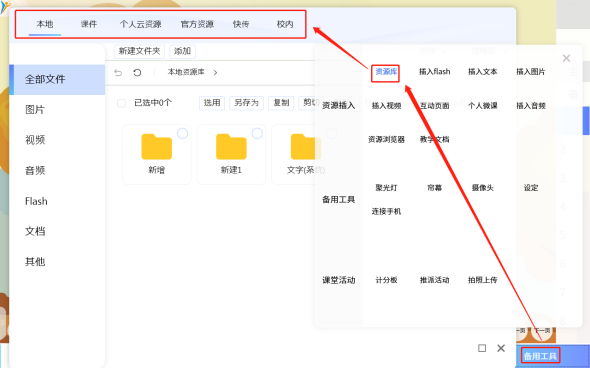 本地 课件 个人云资源 官方资源 快传 校内
新建文件夹 添加
全部文件
本地资源库
资源库 插入flash 插入文本 插入图片
图片
已选中0个 选用 另存为 复制 剪切
资源插入 插入视频 互动页面 个人微课 插入音频
视频
资源浏览器 教学文档
音频
新增 新建1 文字(系统)
聚光灯 帘幕 摄像头 设定
Flash
备用工具
连接手机
文档
其他
课堂活动 计分板 推派活动 拍照上传
下一页
备用工具